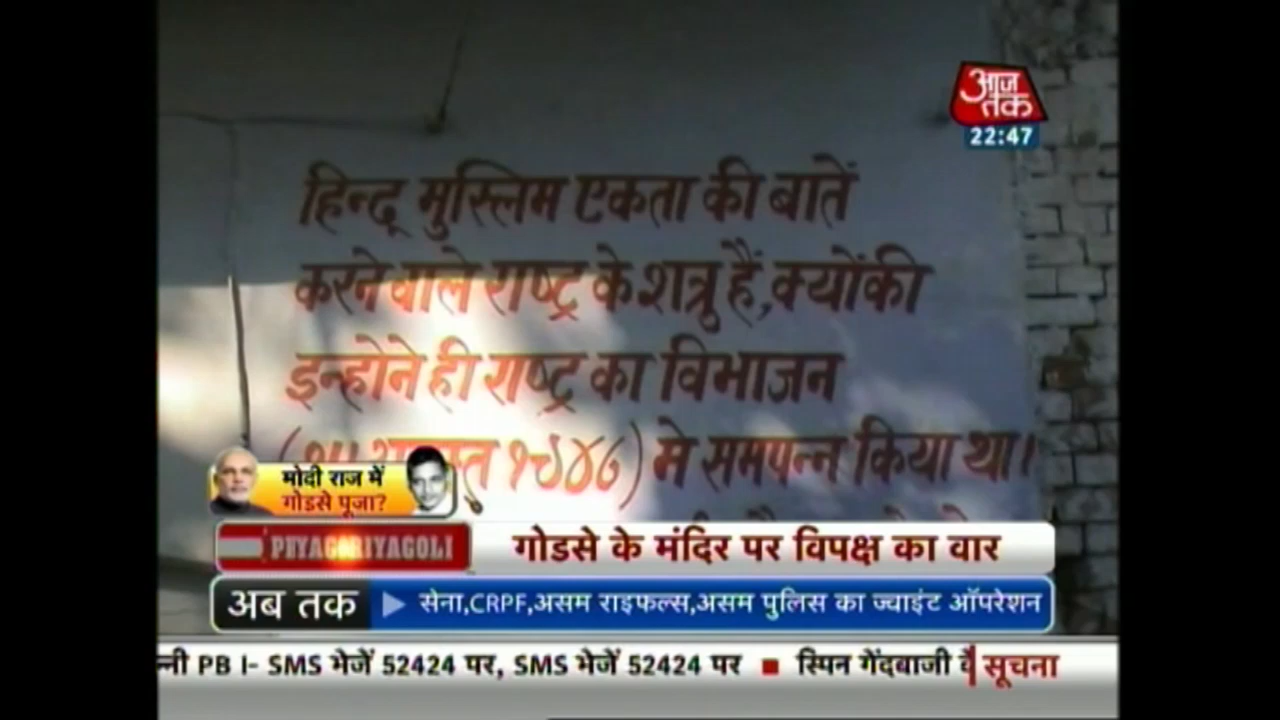 आज
तक
22:47
हिन्दू मुस्लिम एकता की बातें
करने वाले राष्ट्र के शत्रु हैं,क्योंकी
इन्होने ही राष्ट्र का विभाजन
१९४७) मे समपन्न किया था।
मोदी राज में
गोडसे पूजा?
गोडसे के मंदिर पर विपक्ष का वार
अब तक
सेना,CRPF,असम राइफल्स,असम पुलिस का ज्वाइंट ऑपरेशन
PB I- SMS भेजें 52424 पर, SMS भेजें 52424 पर ■ स्पिन गेंदबाजी सूचना